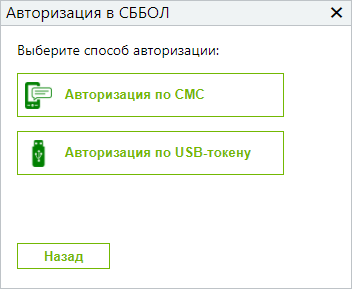 Авторизация в СББОЛ
Выберите способ авторизации:
Авторизация по СМС
Авторизация по USB-токену
Назад